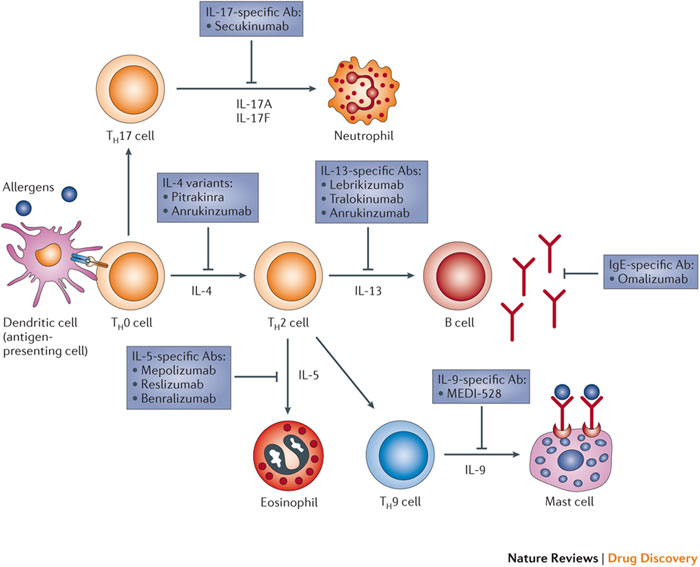 IL-17-specific Ab:
• Secukinumab
IL-17A
IL-17F
TH17 cell
Neutrophil
Allergens
IL-4 variants:
• Pitrakinra
• Anrukinzumab
IL-13-specific Abs:
• Lebrikizumab
• Tralokinumab
• Anrukinzumab
IgE-specific Ab:
• Omalizumab
IL-4
IL-13
Dendritic cell
(antigen-
presenting cell)
TH0 cell
TH2 cell
B cell
IL-5-specific Abs:
• Mepolizumab
• Reslizumab
• Benralizumab
IL-5
IL-9-specific Ab:
• MEDI-528
IL-9
Eosinophil
TH9 cell
Mast cell
Nature Reviews | Drug Discovery